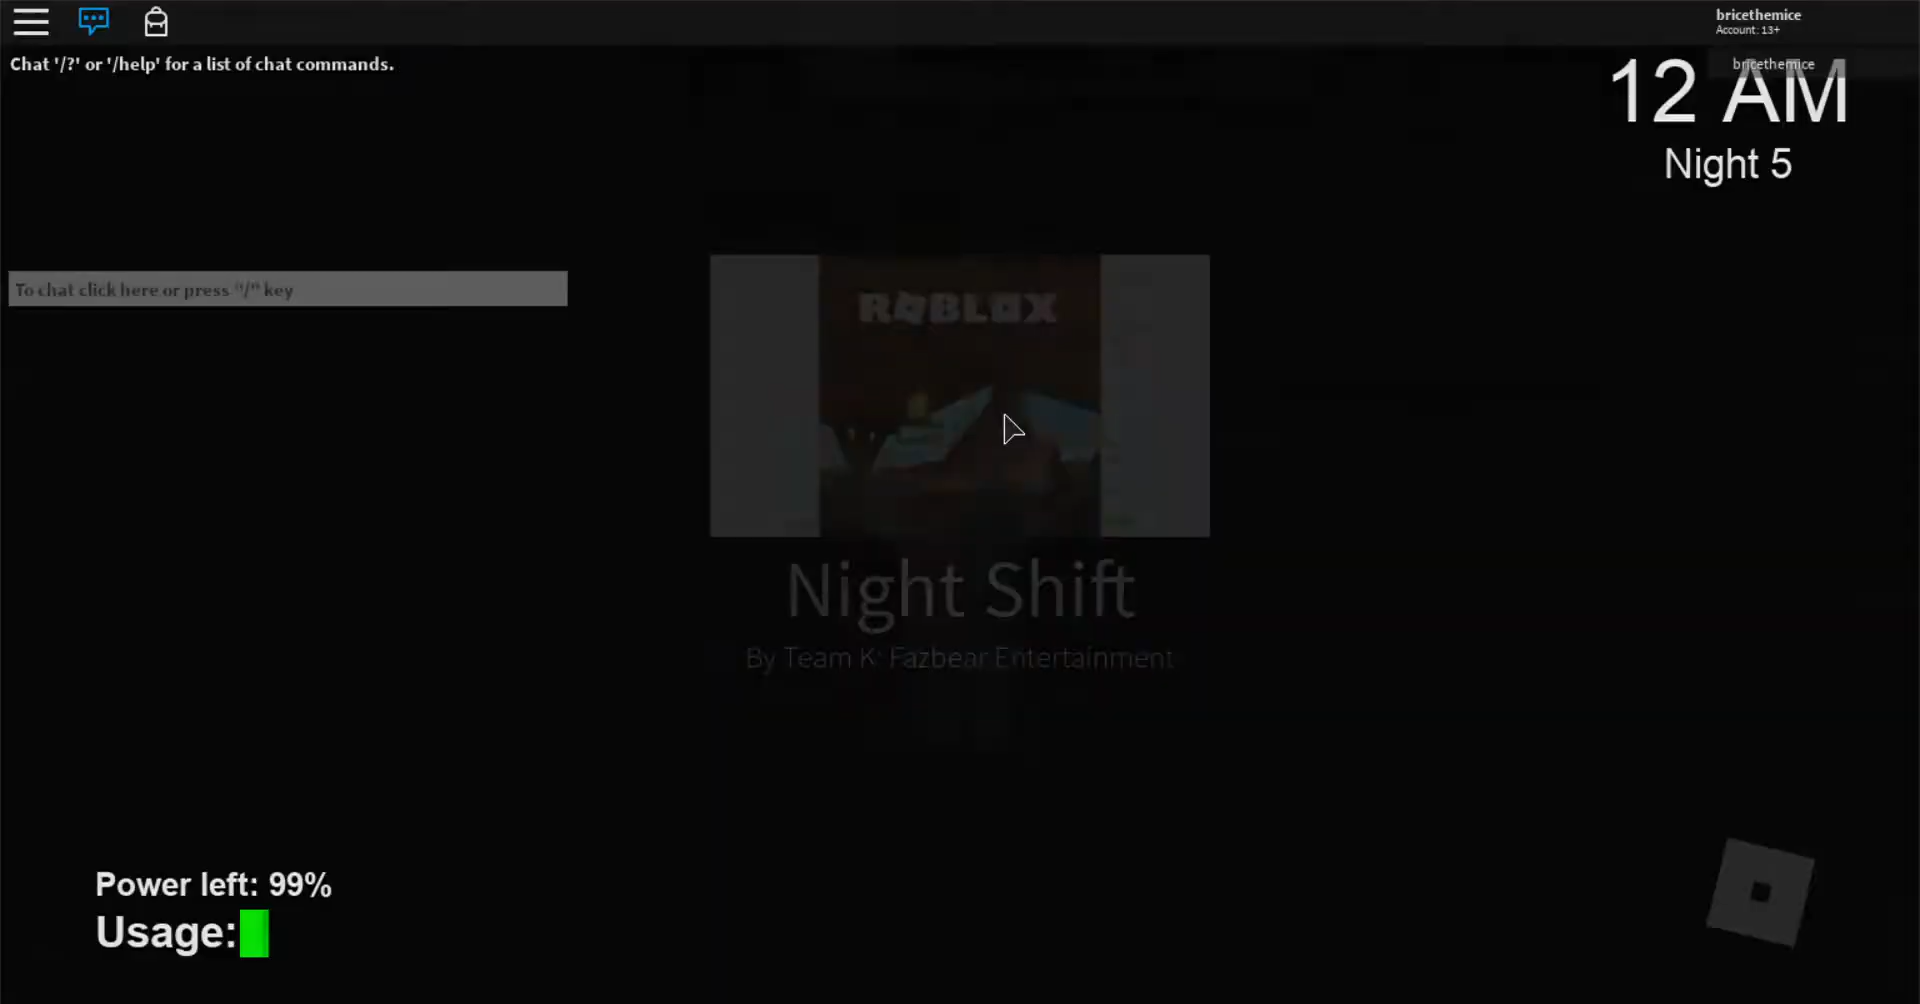 bricethemice
Account: 13+
Chat '/?' or '/help' for a list of chat commands.
bricethemice
12 AM
Night 5
To chat click here or press "/" key
ROBLOX
Night Shift
By Team K: Fazbear Entertainment
Power left: 99%
Usage: